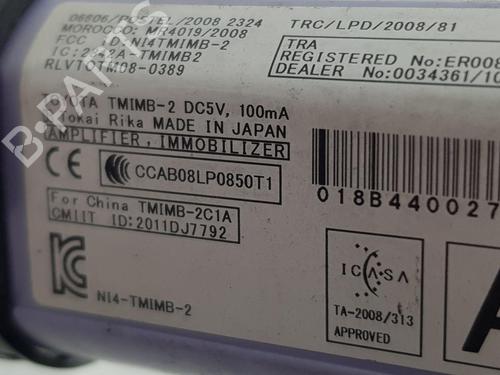 06606/POSTEL/2008 2324
MOROCCO: MR4019/2008
FCC ID:NI4TMIMB-2
IC:2942A-TMIMB2
RLVTOTM08-0389
TRC/LPD/2008/81
TRA
REGISTERED No:ER008
DEALER No:0034361/10
TOYOTA TMIMB-2 DC5V, 100mA
Tokai Rika MADE IN JAPAN
AMPLIFIER, IMMOBILIZER
CE
CCAB08LP0850T1
For China TMIMB-2C1A
CMIIT ID:2011DJ7792
018B440027
KC
NI4-TMIMB-2
ICASA
TA-2008/313
APPROVED
B-PARTS